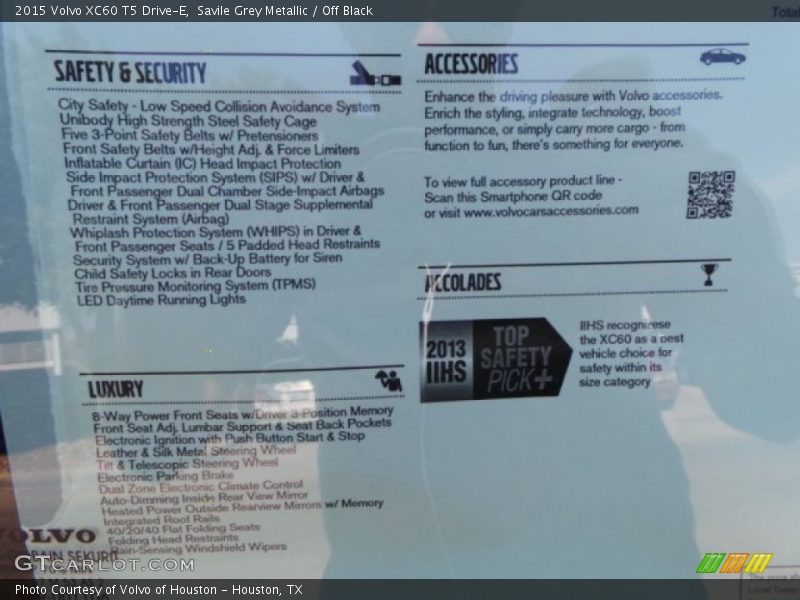 2015 Volvo XC60 T5 Drive-E, Savile Grey Metallic / Off Black
Total
SAFETY & SECURITY
City Safety - Low Speed Collision Avoidance System
Unibody High Strength Steel Safety Cage
Five 3-Point Safety Belts w/ Pretensioners
Front Safety Belts w/Height Adj. & Force Limiters
Inflatable Curtain (IC) Head Impact Protection
Side Impact Protection System (SIPS) w/ Driver &
Front Passenger Dual Chamber Side-Impact Airbags
Driver & Front Passenger Dual Stage Supplemental
Restraint System (Airbag)
Whiplash Protection System (WHIPS) in Driver &
Front Passenger Seats / 5 Padded Head Restraints
Security System w/ Back-Up Battery for Siren
Child Safety Locks in Rear Doors
Tire Pressure Monitoring System (TPMS)
LED Daytime Running Lights
LUXURY
8-Way Power Front Seats w/Driver 3-Position Memory
Front Seat Adj. Lumbar Support & Seat Back Pockets
Electronic Ignition with Push Button Start & Stop
Leather & Silk Metal Steering Wheel
Tilt & Telescopic Steering Wheel
Electronic Parking Brake
Dual Zone Electronic Climate Control
Auto-Dimming Inside Rear View Mirror
Heated Power Outside Rearview Mirrors w/ Memory
Integrated Roof Rails
40/20/40 Flat Folding Seats
Folding Head Restraints
Rain-Sensing Windshield Wipers
ACCESSORIES
Enhance the driving pleasure with Volvo accessories.
Enrich the styling, integrate technology, boost
performance, or simply carry more cargo - from
function to fun, there's something for everyone.
To view full accessory product line -
Scan this Smartphone QR code
or visit www.volvocarsaccessories.com
ACCOLADES
2013
IIHS
TOP
SAFETY
PICK+
IIHS recognizese
the XC60 as a best
vehicle choice for
safety within its
size category
VOLVO
GTcarlot.com
Photo Courtesy of Volvo of Houston - Houston, TX